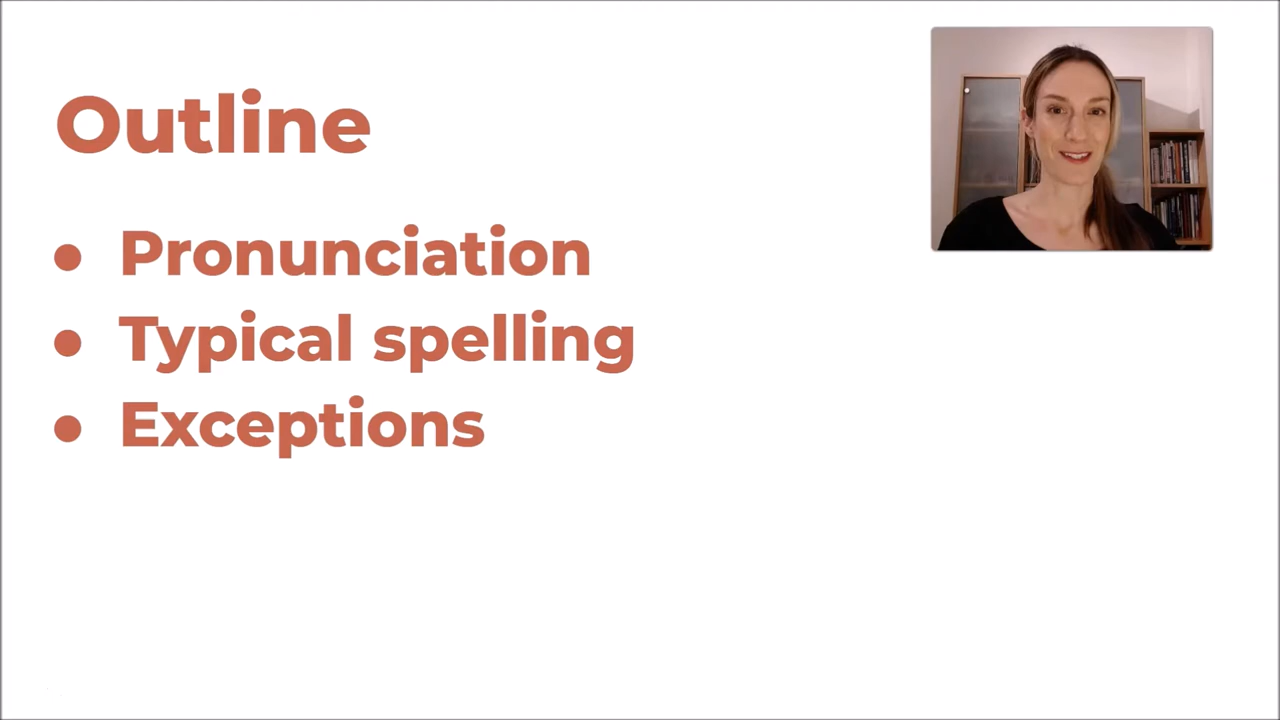 Outline
● Pronunciation
● Typical spelling
● Exceptions